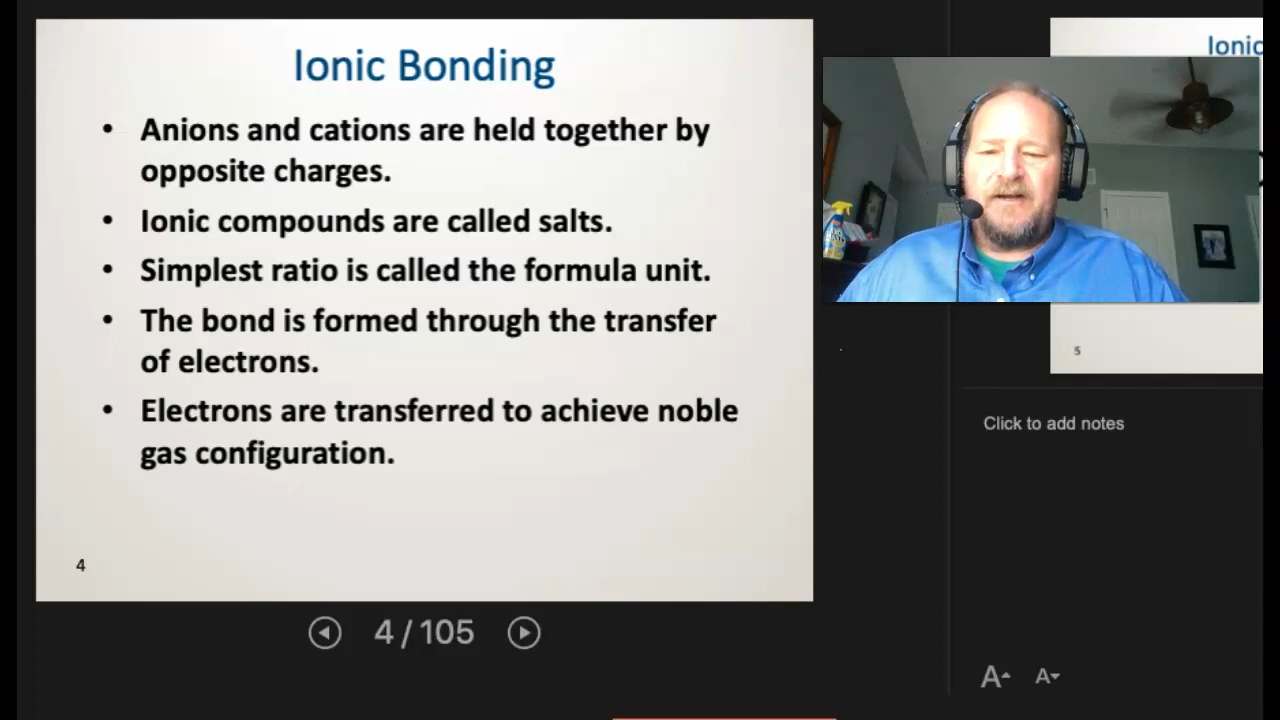 Ionic Bonding
• Anions and cations are held together by
opposite charges.
• Ionic compounds are called salts.
• Simplest ratio is called the formula unit.
• The bond is formed through the transfer
of electrons.
• Electrons are transferred to achieve noble
gas configuration.
4
4 / 105
Ionic
5
Click to add notes
A A